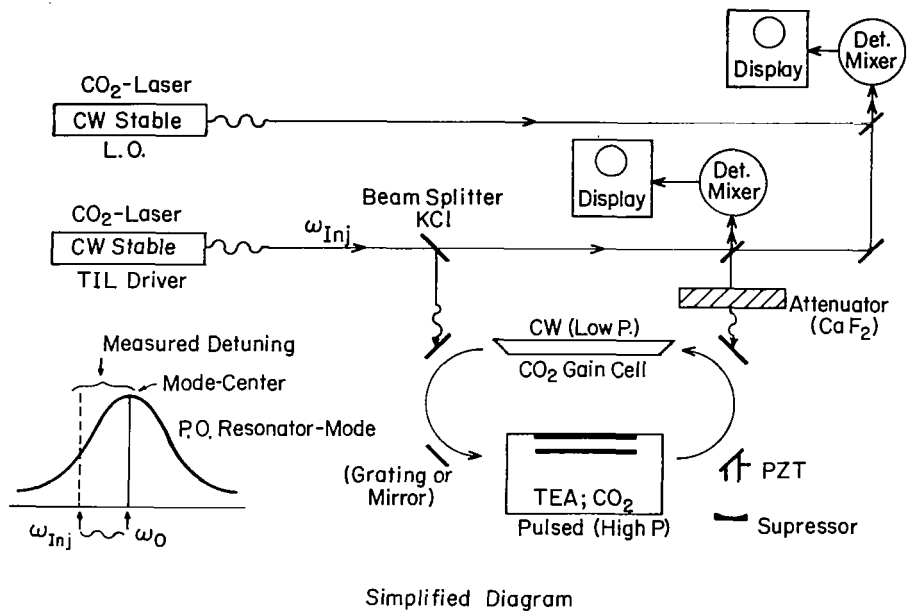 CO2-Laser
CW Stable
L.O.
Display
Det.
Mixer
CO2-Laser
CW Stable
TIL Driver
ωInj
Beam Splitter
KCl
Display
Det.
Mixer
Attenuator
(CaF2)
CW (Low P.)
CO2 Gain Cell
Measured Detuning
Mode-Center
P.O. Resonator-Mode
ωInj
ω0
(Grating or
Mirror)
TEA; CO2
Pulsed (High P)
PZT
Supressor
Simplified Diagram